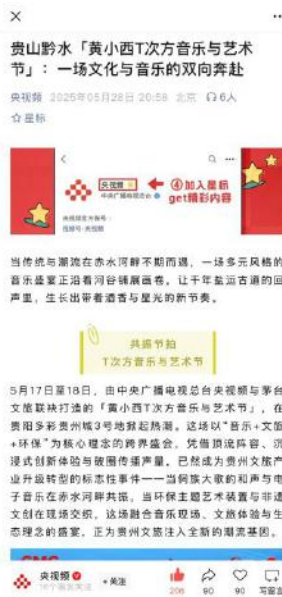 贵山黔水「黄小西T次方音乐与艺术
节」：一场文化与音乐的双向奔赴
央视频 2025年05月28日 20:58 北京 6人
☆星标
央视频
④加入星标
get精彩内容
当传统与潮流在赤水河畔不期而遇，一场多元风格的
音乐盛宴正沿着河谷铺展画卷。让千年盐运古道的回
声里，生长出带着酒香与星光的新节奏。
共振节拍
T次方音乐与艺术节
5月17日至18日，由中央广播电视总台央视频与茅台
文旅联袂打造的「黄小西T次方音乐与艺术节」，在
贵阳多彩贵州城3号地掀起热潮。这场以“音乐+文旅
+环保”为核心理念的跨界盛会，凭借顶流阵容、沉
浸式创新体验与破圈传播声量，已然成为贵州文旅产
业升级转型的标志性事件——当侗族大歌的和声与电
子音乐在赤水河畔共振，当环保主题艺术装置与非遗
文创在现场交织，这场融合音乐现场、文旅体验与生
态理念的盛宴，正为贵州文旅注入全新的潮流基因。
央视频
关注
206 90 90 写留言